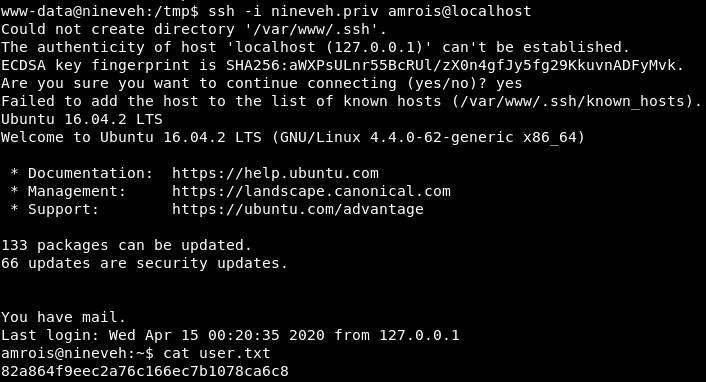 www-data@nineveh:/tmp$ ssh -i nineveh.priv amrois@localhost
Could not create directory '/var/www/.ssh'.
The authenticity of host 'localhost (127.0.0.1)' can't be established.
ECDSA key fingerprint is SHA256:aWXPsULnr55BcRUl/zX0n4gfJy5fg29KkuvnADFyMvk.
Are you sure you want to continue connecting (yes/no)? yes
Failed to add the host to the list of known hosts (/var/www/.ssh/known_hosts).
Ubuntu 16.04.2 LTS
Welcome to Ubuntu 16.04.2 LTS (GNU/Linux 4.4.0-62-generic x86_64)

 * Documentation:  https://help.ubuntu.com
 * Management:     https://landscape.canonical.com
 * Support:        https://ubuntu.com/advantage

133 packages can be updated.
66 updates are security updates.


You have mail.
Last login: Wed Apr 15 00:20:35 2020 from 127.0.0.1
amrois@nineveh:~$ cat user.txt
82a864f9eec2a76c166ec7b1078ca6c8